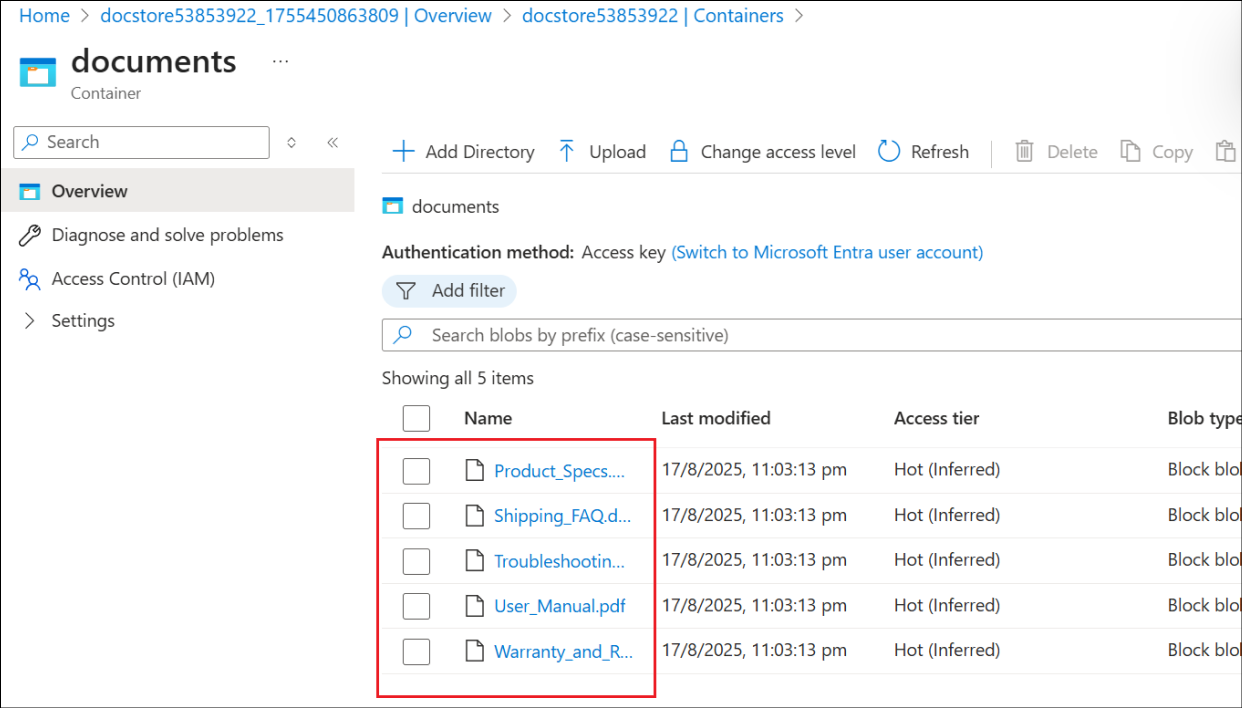 Home > docstore53853922_1755450863809 | Overview > docstore53853922 | Containers >
documents ...
Container
Search
Overview
Diagnose and solve problems
Access Control (IAM)
Settings
Add Directory Upload Change access level Refresh Delete Copy
documents
Authentication method: Access key (Switch to Microsoft Entra user account)
Add filter
Search blobs by prefix (case-sensitive)
Showing all 5 items
Name Last modified Access tier Blob type
Product_Specs.... 17/8/2025, 11:03:13 pm Hot (Inferred) Block blol
Shipping_FAQ.d... 17/8/2025, 11:03:13 pm Hot (Inferred) Block blol
Troubleshootin... 17/8/2025, 11:03:13 pm Hot (Inferred) Block blol
User_Manual.pdf 17/8/2025, 11:03:13 pm Hot (Inferred) Block blol
Warranty_and_R... 17/8/2025, 11:03:13 pm Hot (Inferred) Block blol